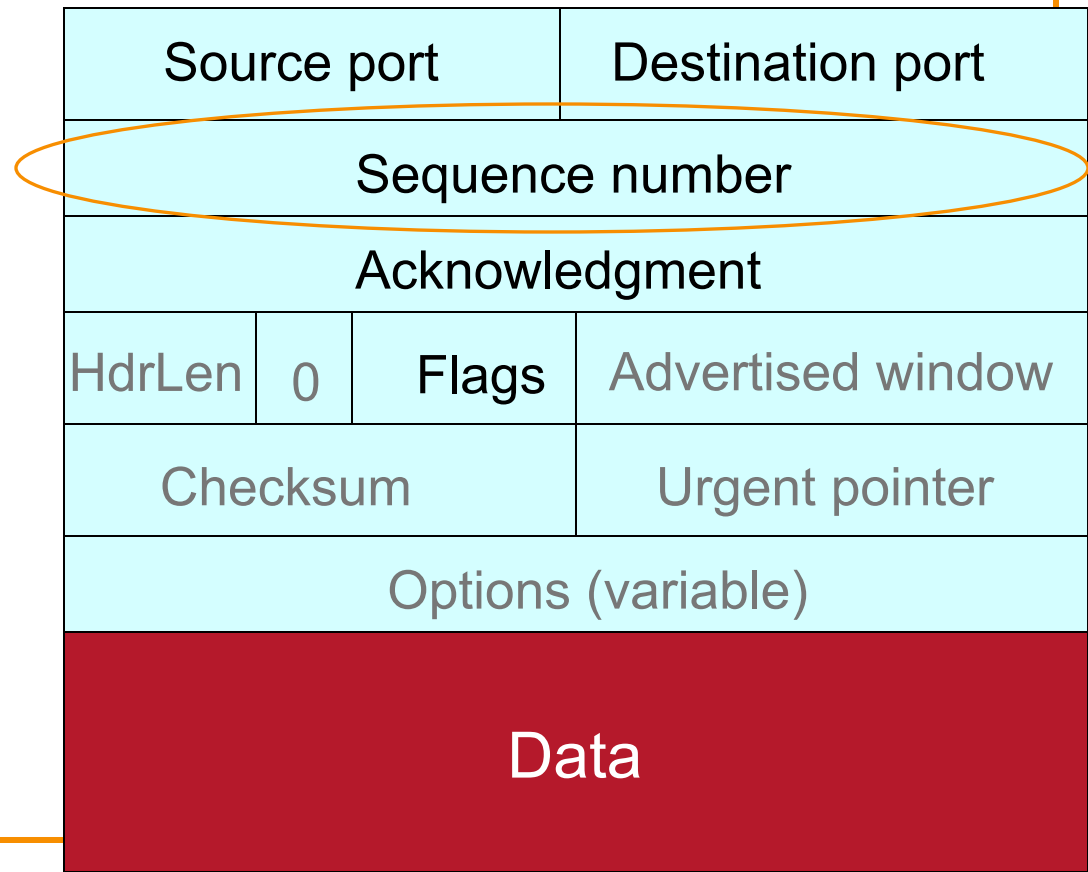 Source port Destination port
Sequence number
Acknowledgment
HdrLen 0 Flags Advertised window
Checksum Urgent pointer
Options (variable)
Data